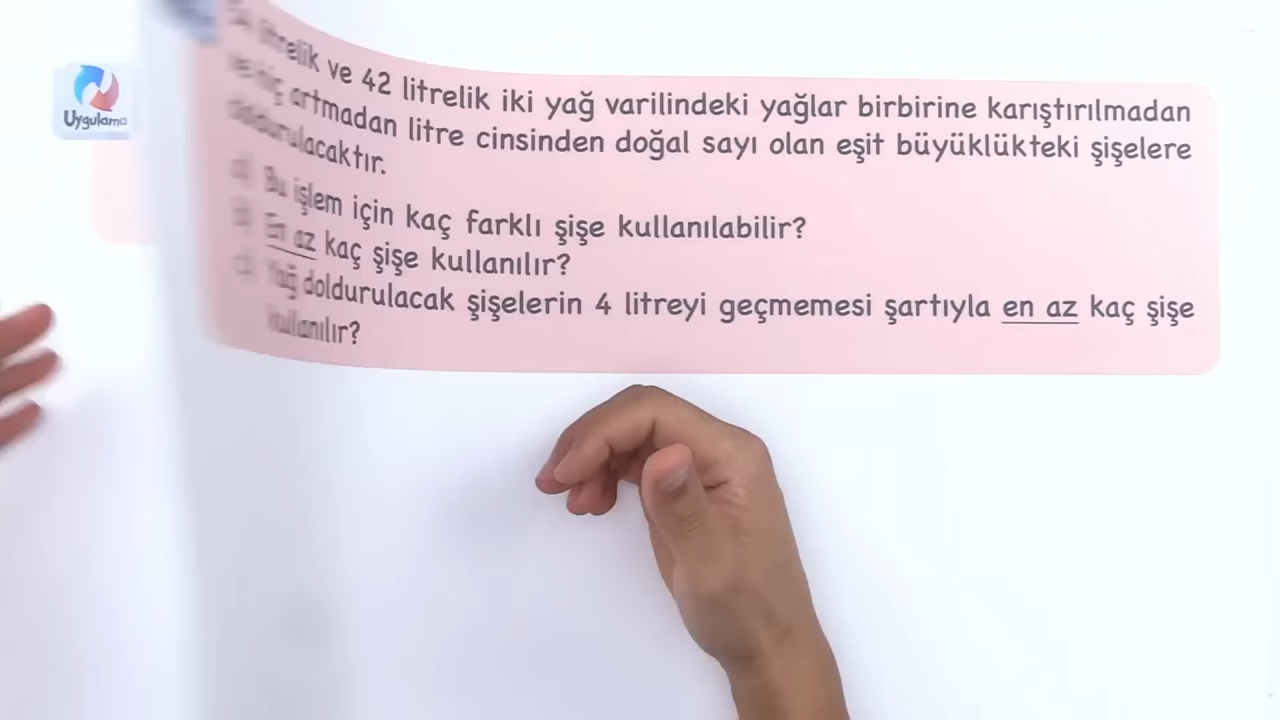 Uygulama
litrelik ve 42 litrelik iki yağ varilindeki yağlar birbirine karıştırılmadan
ve hiç artmadan litre cinsinden doğal sayı olan eşit büyüklükteki şişelere
doldurulacaktır.
a) Bu işlem için kaç farklı şişe kullanılabilir?
b) En az kaç şişe kullanılır?
c) Yağ doldurulacak şişelerin 4 litreyi geçmemesi şartıyla en az kaç şişe
kullanılır?